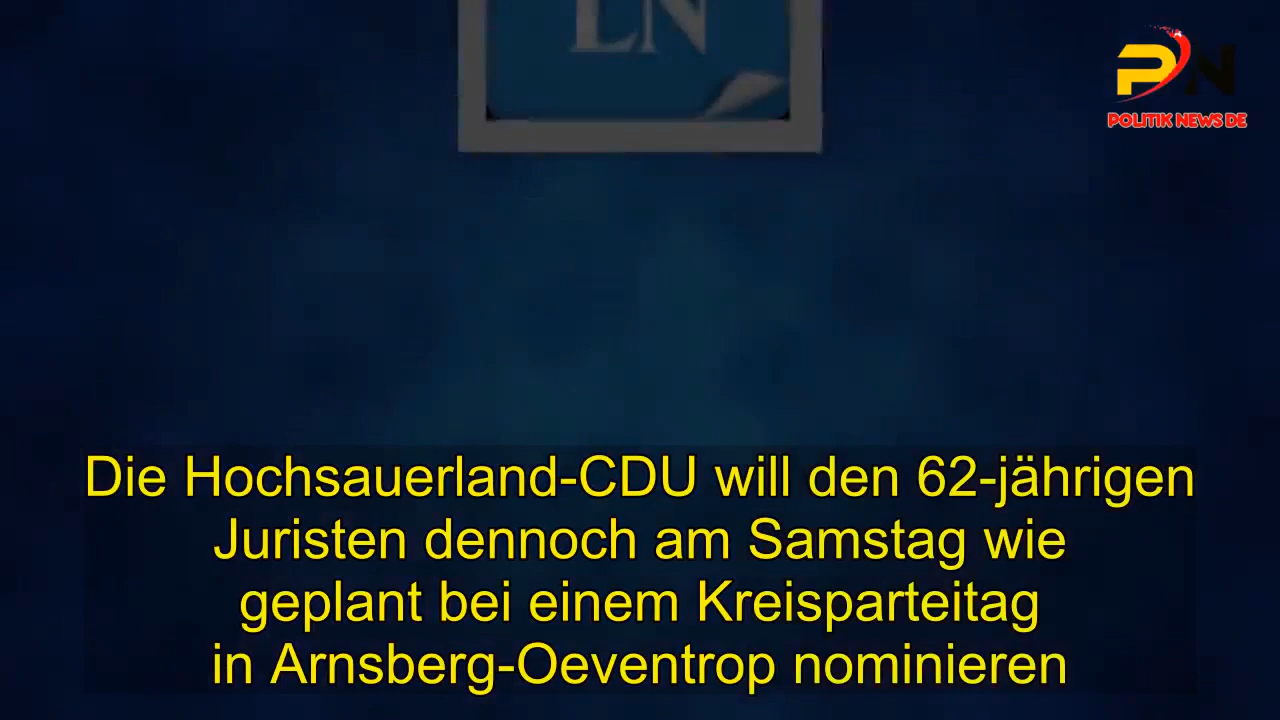 LN
PN
POLITIK NEWS DE
Die Hochsauerland-CDU will den 62-jährigen
Juristen dennoch am Samstag wie
geplant bei einem Kreisparteitag
in Arnsberg-Oeventrop nominieren